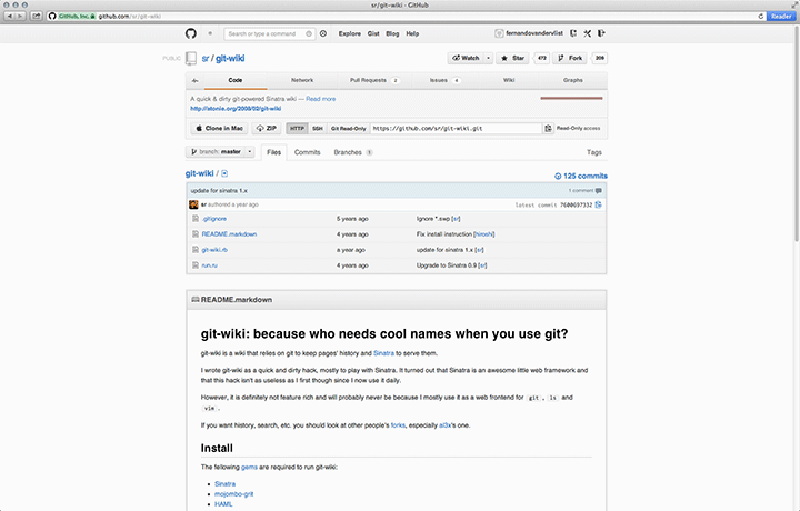 sr/git-wiki – GitHub
GitHub, Inc. github.com/sr/git-wiki Reader
Search or type a command Explore Gist Blog Help fernandovandervlist
PUBLIC sr / git-wiki Watch Star 472 Fork
Code Network Pull Requests 2 Issues 4 Wiki Graphs
A quick & dirty git-powered Sinatra wiki — Read more
http://atonie.org/2008/02/git-wiki
Clone in Mac ZIP HTTP SSH Git Read-Only https://github.com/sr/git-wiki.git Read-Only access
branch: master Files Commits Branches 1 Tags
git-wiki / 125 commits
update for sinatra 1.x 1 comment
sr authored a year ago latest commit
.gitignore 5 years ago Ignore *.swp [sr]
README.markdown 4 years ago Fix install instruction [hiroshi]
git-wiki.rb a year ago update for sinatra 1.x [sr]
run.ru 4 years ago Upgrade to Sinatra 0.9 [sr]
README.markdown
git-wiki: because who needs cool names when you use git?
git-wiki is a wiki that relies on git to keep pages' history and Sinatra to serve them.
I wrote git-wiki as a quick and dirty hack, mostly to play with Sinatra. It turned out that Sinatra is an awesome little web framework and
that this hack isn't as useless as I first though since I now use it daily.
However, it is definitely not feature rich and will probably never be because I mostly use it as a web frontend for git , ls and
vim .
If you want history, search, etc. you should look at other people's forks, especially al3x's one.
Install
The following gems are required to run git-wiki:
• Sinatra
• mojombo-grit
• HAML